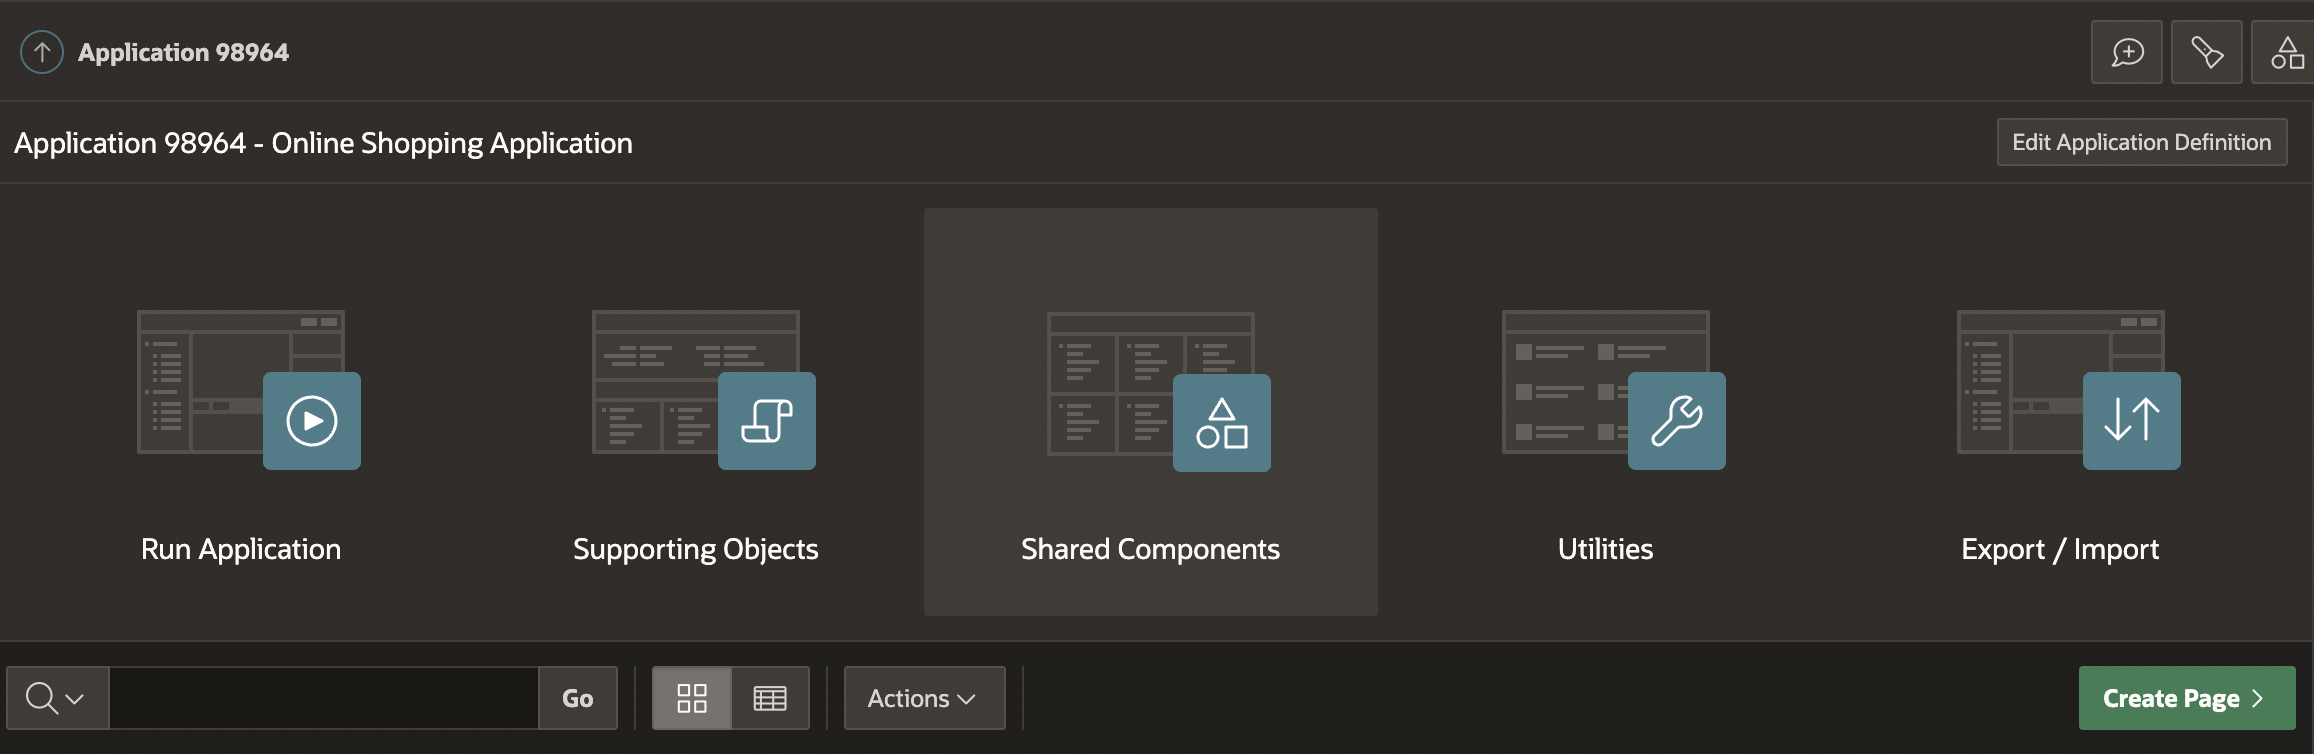 Application 98964
Application 98964 - Online Shopping Application
Edit Application Definition
Run Application
Supporting Objects
Shared Components
Utilities
Export / Import
Go
Actions
Create Page